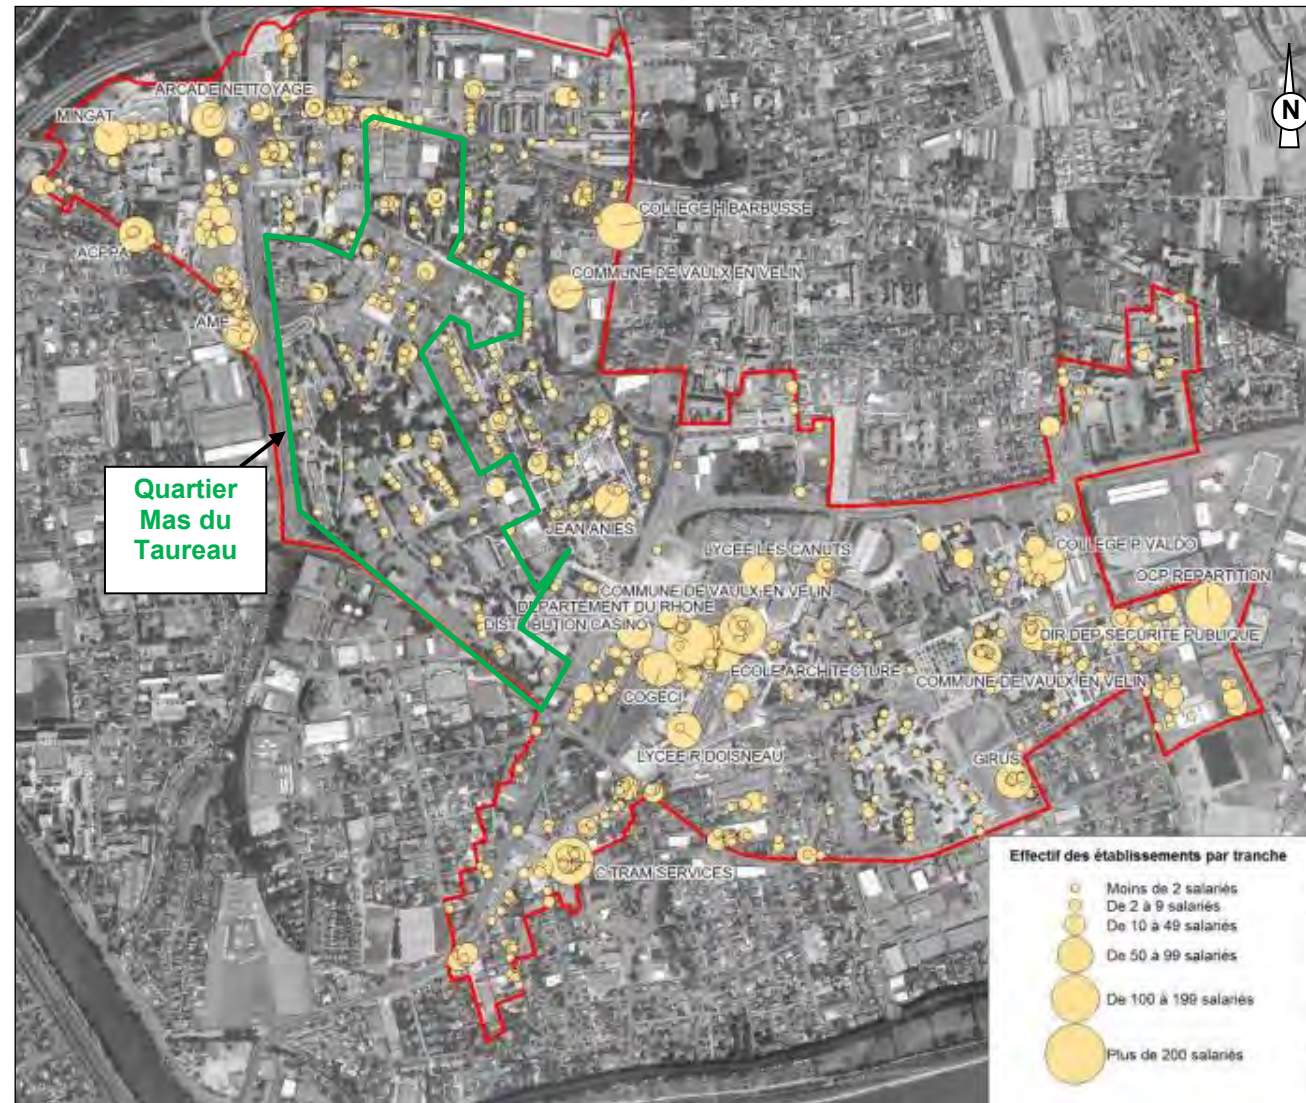 ARCADE NETTOYAGE
MINGAT
N
COLLEGE H BARBUSSE
ACPPA
COMMUNE DE VAULX EN VELIN
AMF
Quartier
Mas du
Taureau
JEAN ANIES
LYCEE LES CANUTS
COLLEGE P VALDO
OCP REPARTITION
COMMUNE DE VAULX EN VELIN
DEPARTEMENT DU RHONE
DISTRIBUTION CASINO
DIR DEP SECURITE PUBLIQUE
ECOLE ARCHITECTURE
COMMUNE DE VAULX EN VELIN
COGECI
LYCEE R DOISNEAU
GIRUS
C TRAM SERVICES
Effectif des établissements par tranche
Moins de 2 salariés
De 2 à 9 salariés
De 10 à 49 salariés
De 50 à 99 salariés
De 100 à 199 salariés
Plus de 200 salariés